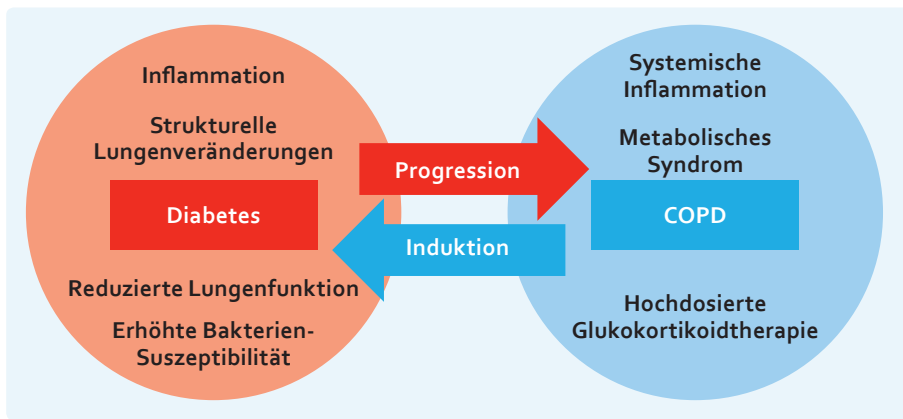 Inflammation
Strukturelle
Lungenveränderungen
Diabetes
Reduzierte Lungenfunktion
Erhöhte Bakterien-
Suszeptibilität
Progression
Induktion
Systemische
Inflammation
Metabolisches
Syndrom
COPD
Hochdosierte
Glukokortikoidtherapie